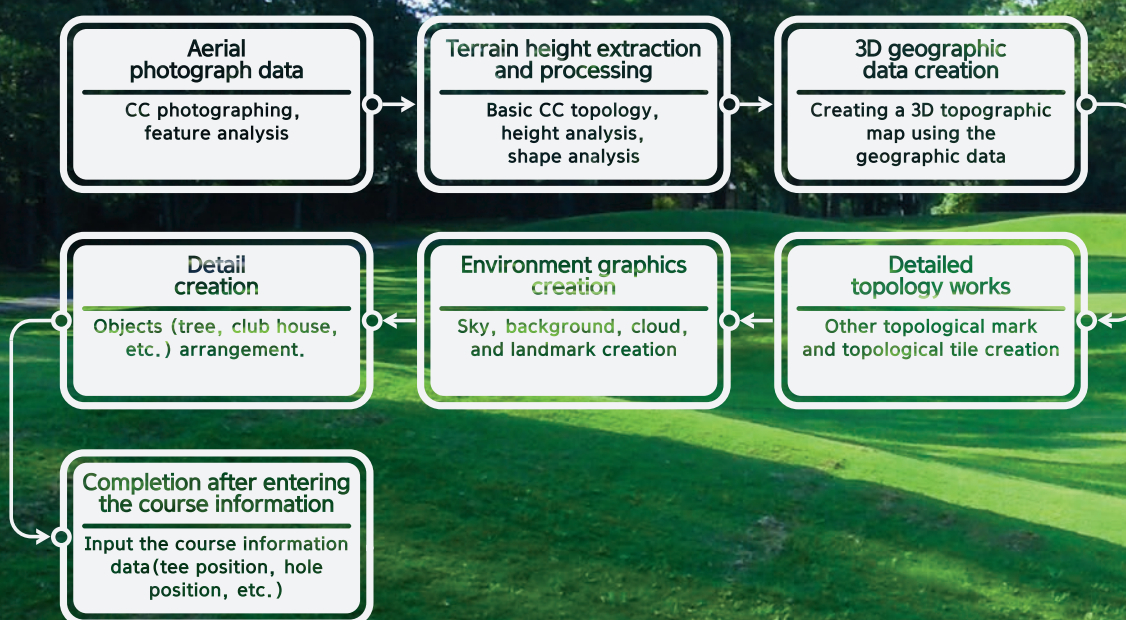 Aerial
photograph data
CC photographing,
feature analysis
Terrain height extraction
and processing
Basic CC topology,
height analysis,
shape analysis
3D geographic
data creation
Creating a 3D topographic
map using the
geographic data
Detailed
topology works
Other topological mark
and topological tile creation
Environment graphics
creation
Sky, background, cloud,
and landmark creation
Detail
creation
Objects (tree, club house,
etc.) arrangement.
Completion after entering
the course information
Input the course information
data(tee position, hole
position, etc.)